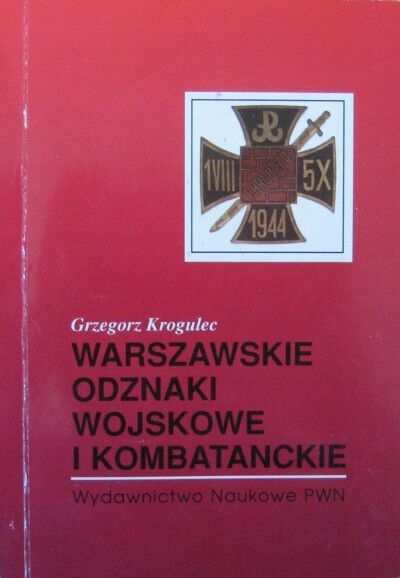 1VIII
5X
1944
Grzegorz Krogulec
WARSZAWSKIE
ODZNAKI
WOJSKOWE
I KOMBATANCKIE
Wydawnictwo Naukowe PWN